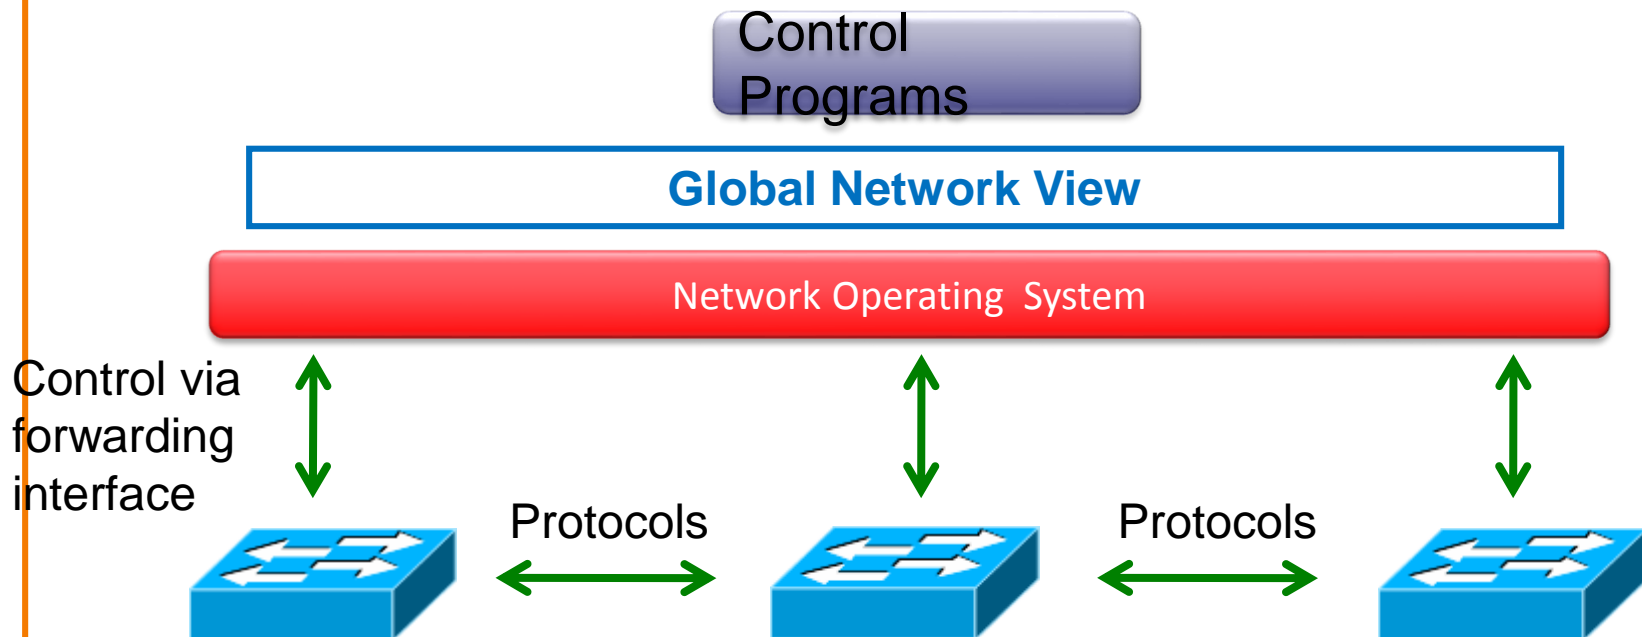 Control
Programs
Global Network View
Network Operating System
Control via
forwarding
interface
Protocols
Protocols